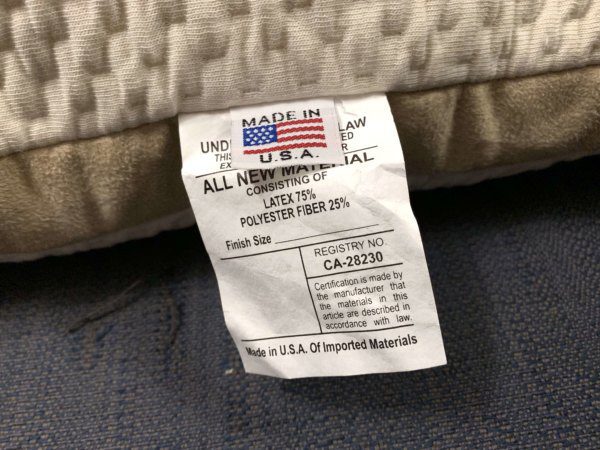 MADE IN
U.S.A.
UND LAW
THIS
ALL NEW MATERIAL
CONSISTING OF
LATEX 75%
POLYESTER FIBER 25%
Finish Size
REGISTRY NO.
CA-28230
Certification is made by
the manufacturer that
the materials in this
article are described in
accordance with law.
Made in U.S.A. Of Imported Materials